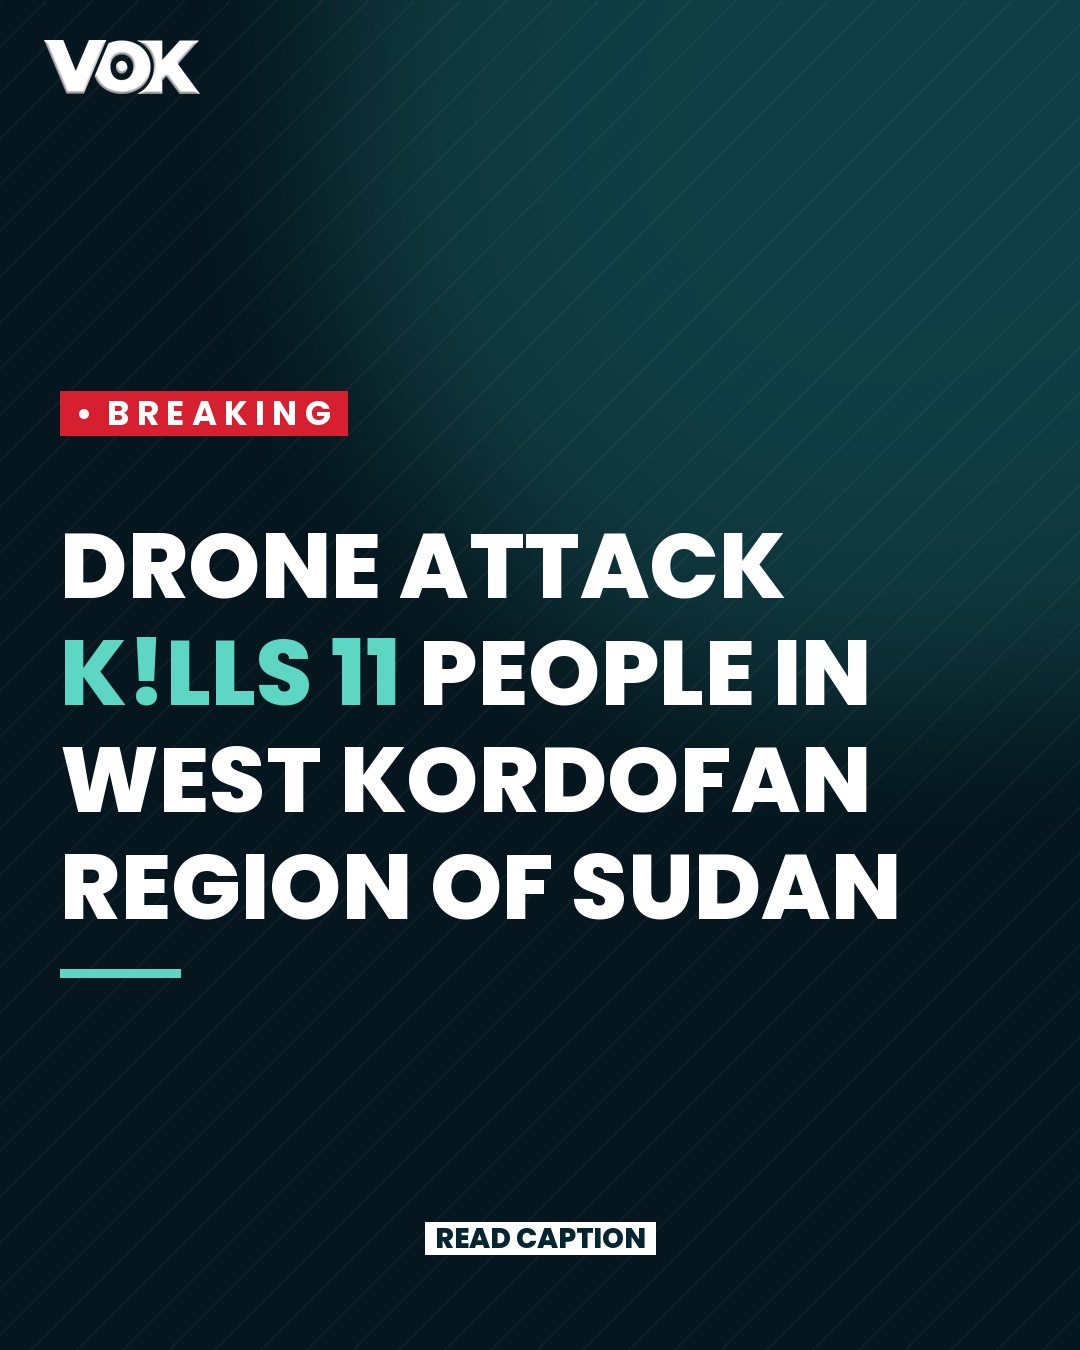 VOK
• BREAKING
DRONE ATTACK
K!LLS 11 PEOPLE IN
WEST KORDOFAN
REGION OF SUDAN
READ CAPTION